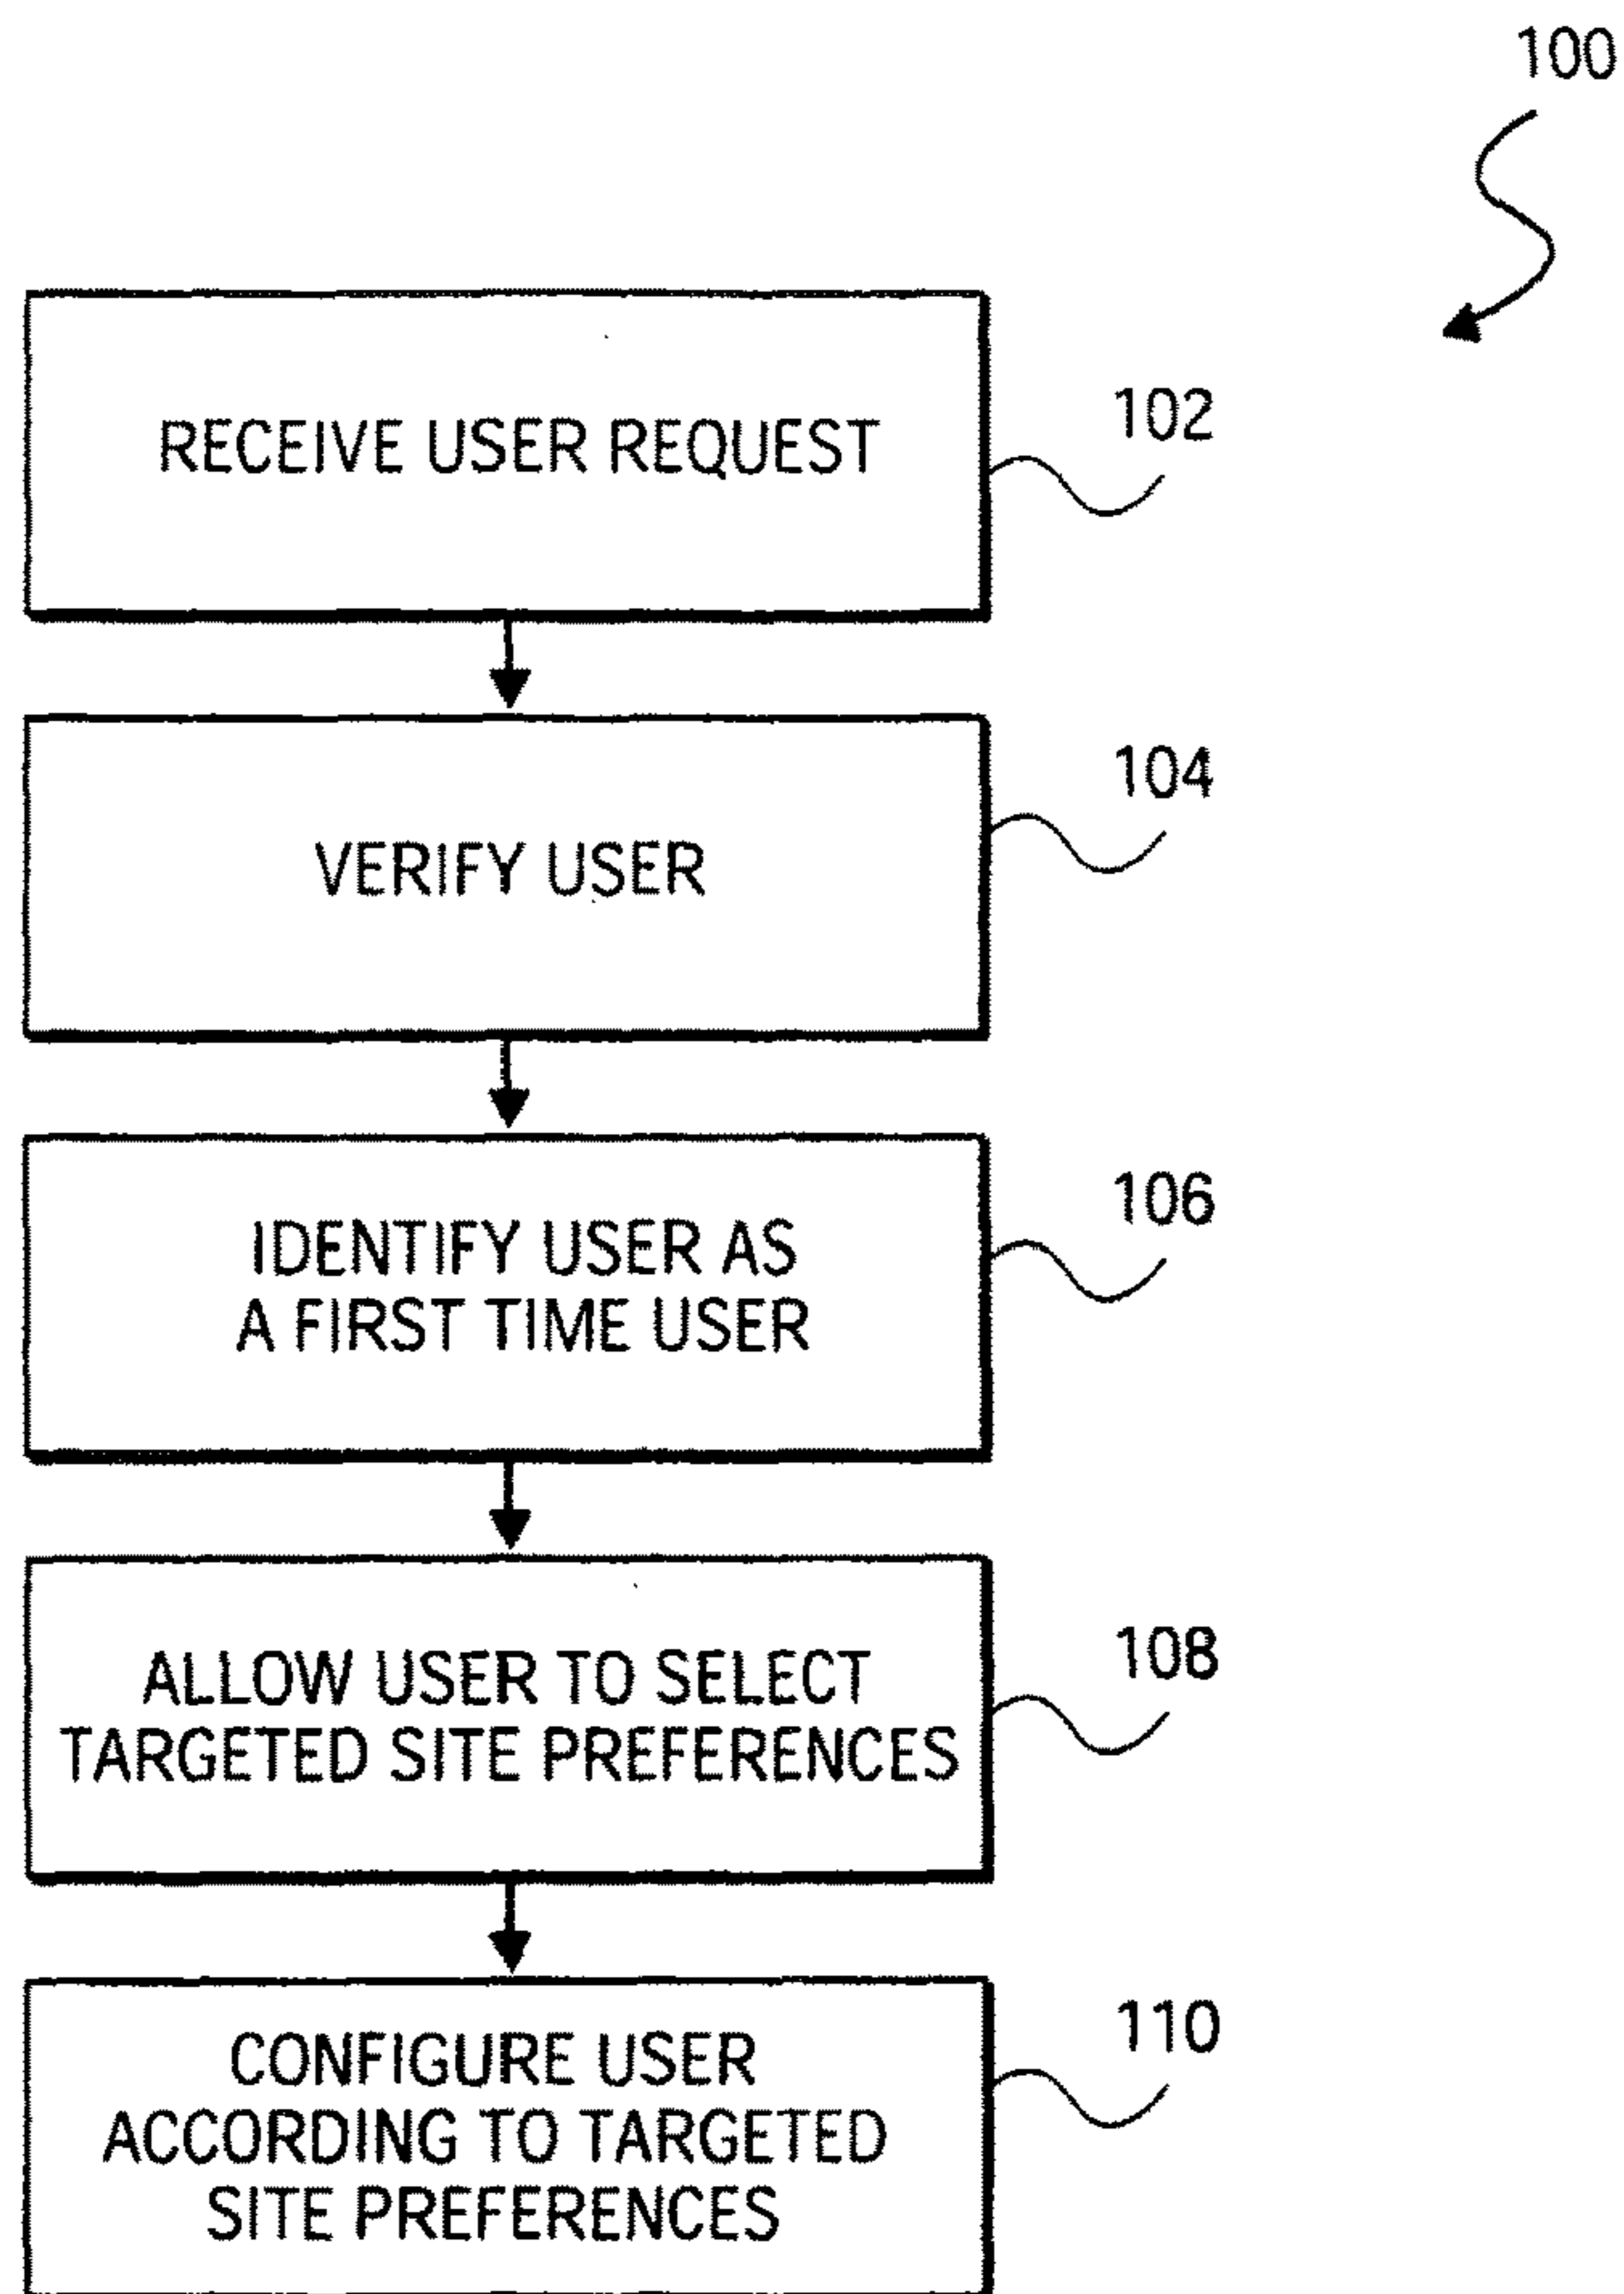 100
RECEIVE USER REQUEST
102
VERIFY USER
104
IDENTIFY USER AS
A FIRST TIME USER
106
ALLOW USER TO SELECT
TARGETED SITE PREFERENCES
108
CONFIGURE USER
ACCORDING TO TARGETED
SITE PREFERENCES
110